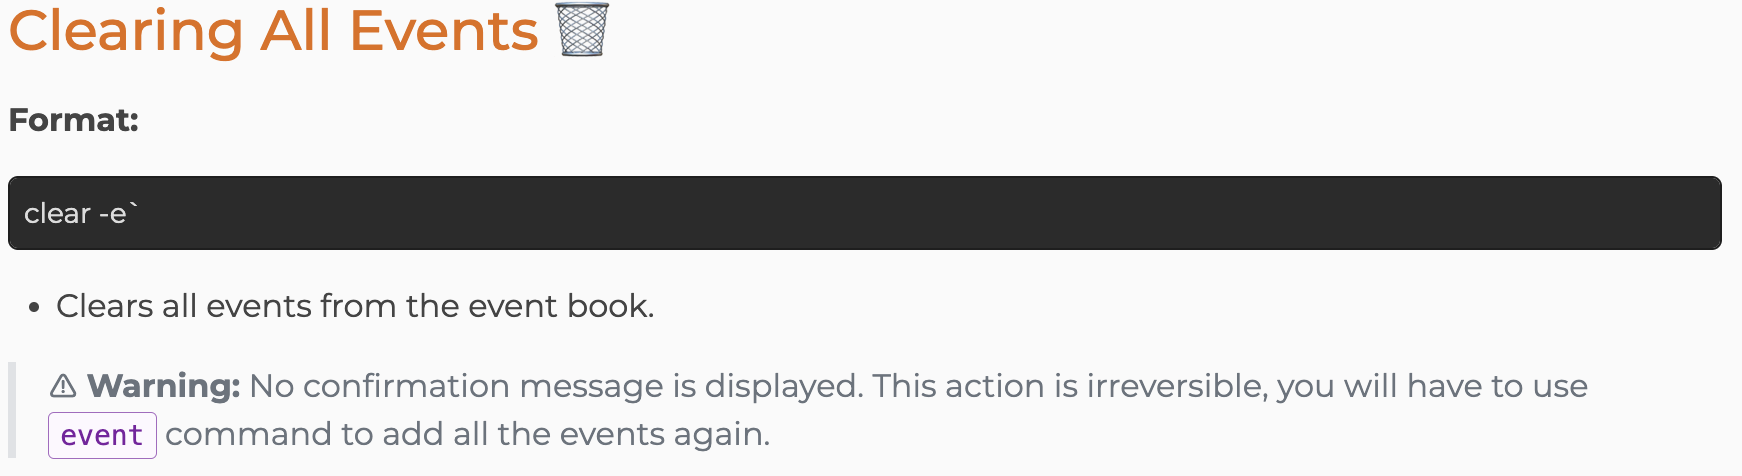 Clearing All Events 🗑️
Format:
clear -e`
• Clears all events from the event book.
⚠ Warning: No confirmation message is displayed. This action is irreversible, you will have to use
event command to add all the events again.